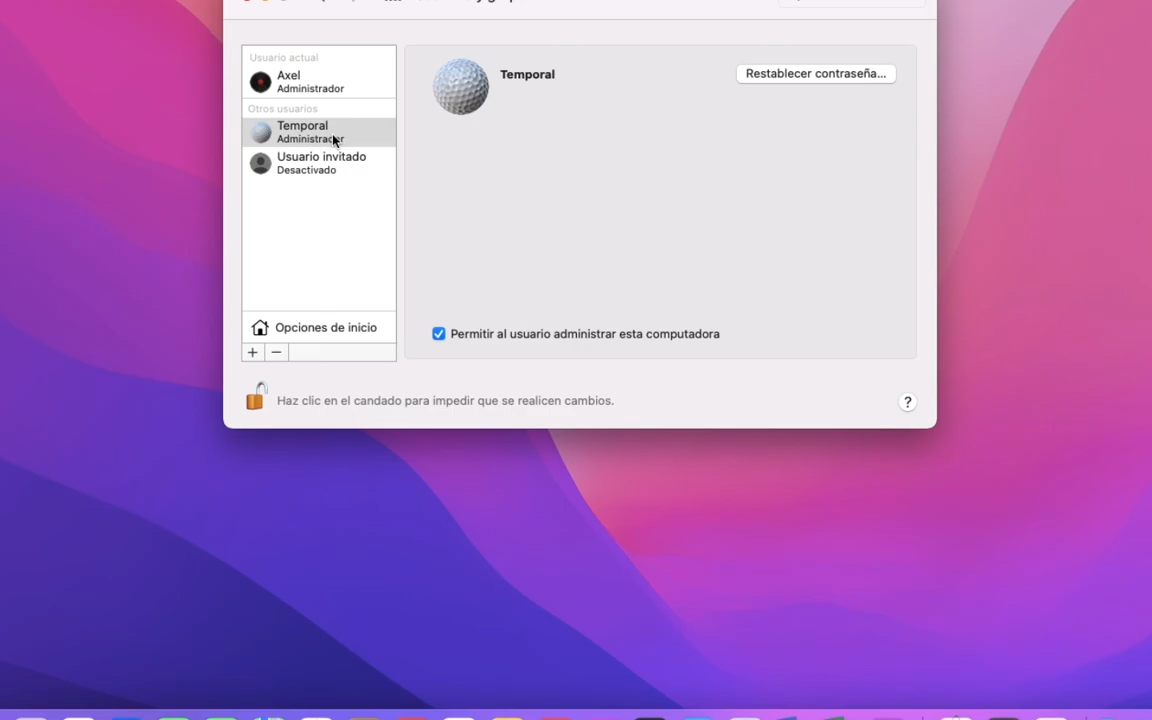 Usuario actual
Axel
Administrador
Otros usuarios
Temporal
Administrador
Usuario invitado
Desactivado
Opciones de inicio
Temporal
Restablecer contraseña...
Permitir al usuario administrar esta computadora
Haz clic en el candado para impedir que se realicen cambios.
?